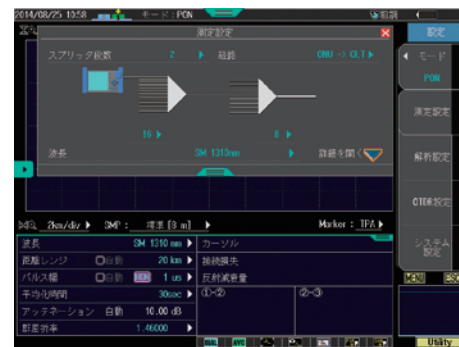 2014/08/25 10:58 モード:PON
測定設定
設定
スプリッタ段数 2 経路 ONU -> OLT
モード
PON
測定設定
16 8
波長 SM 1310nm 詳細を開く
解析設定
OTDR設定
2km/div SMP: 標準 [8 m] Marker : TPA
システム設定
波長 SM 1310 nm カーソル
距離レンジ 自動 20 km 接続損失
パルス幅 自動 1 us 反射減衰量
MENU ESC
平均化時間 30sec ①-② ②-③
アッテネーション 自動 10.00 dB
群屈折率 1.46000
AVG
Utility